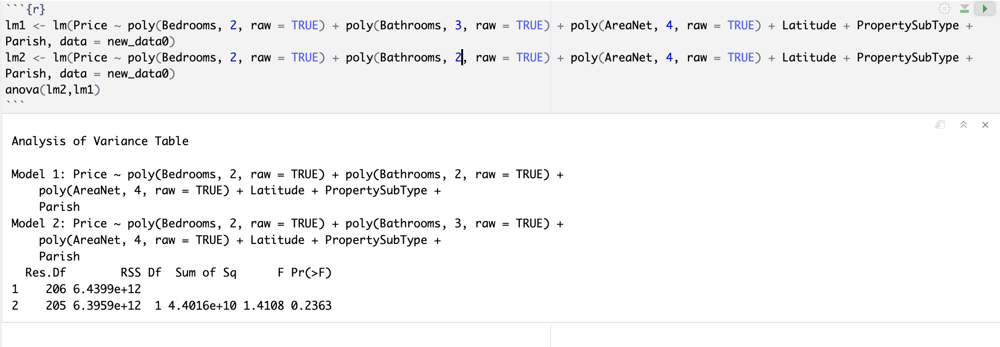 ```{r}
lm1 <- lm(Price ~ poly(Bedrooms, 2, raw = TRUE) + poly(Bathrooms, 3, raw = TRUE) + poly(AreaNet, 4, raw = TRUE) + Latitude + PropertySubType +
Parish, data = new_data0)
lm2 <- lm(Price ~ poly(Bedrooms, 2, raw = TRUE) + poly(Bathrooms, 2, raw = TRUE) + poly(AreaNet, 4, raw = TRUE) + Latitude + PropertySubType +
Parish, data = new_data0)
anova(lm2,lm1)
```
Analysis of Variance Table
Model 1: Price ~ poly(Bedrooms, 2, raw = TRUE) + poly(Bathrooms, 2, raw = TRUE) +
    poly(AreaNet, 4, raw = TRUE) + Latitude + PropertySubType +
    Parish
Model 2: Price ~ poly(Bedrooms, 2, raw = TRUE) + poly(Bathrooms, 3, raw = TRUE) +
    poly(AreaNet, 4, raw = TRUE) + Latitude + PropertySubType +
    Parish
  Res.Df        RSS Df  Sum of Sq      F Pr(>F)
1    206 6.4399e+12
2    205 6.3959e+12  1 4.4016e+10 1.4108 0.2363